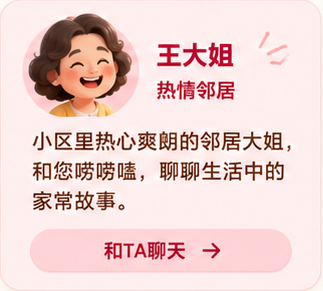 王大姐
热情邻居
小区里热心爽朗的邻居大姐，
和您唠唠嗑，聊聊生活中的
家常故事。
和TA聊天 →